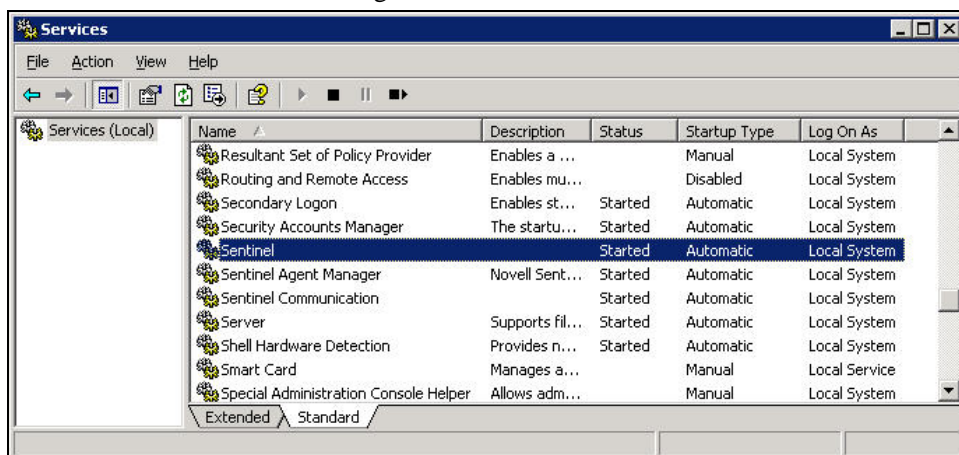 Services
File Action View Help
Services (Local)
Name Description Status Startup Type Log On As
Resultant Set of Policy Provider Enables a ... Manual Local System
Routing and Remote Access Enables mu... Disabled Local System
Secondary Logon Enables st... Started Automatic Local System
Security Accounts Manager The startu... Started Automatic Local System
Sentinel Started Automatic Local System
Sentinel Agent Manager Novell Sent... Started Automatic Local System
Sentinel Communication Started Automatic Local System
Server Supports fil... Started Automatic Local System
Shell Hardware Detection Provides n... Started Automatic Local System
Smart Card Manages a... Manual Local Service
Special Administration Console Helper Allows adm... Manual Local System
Extended Standard